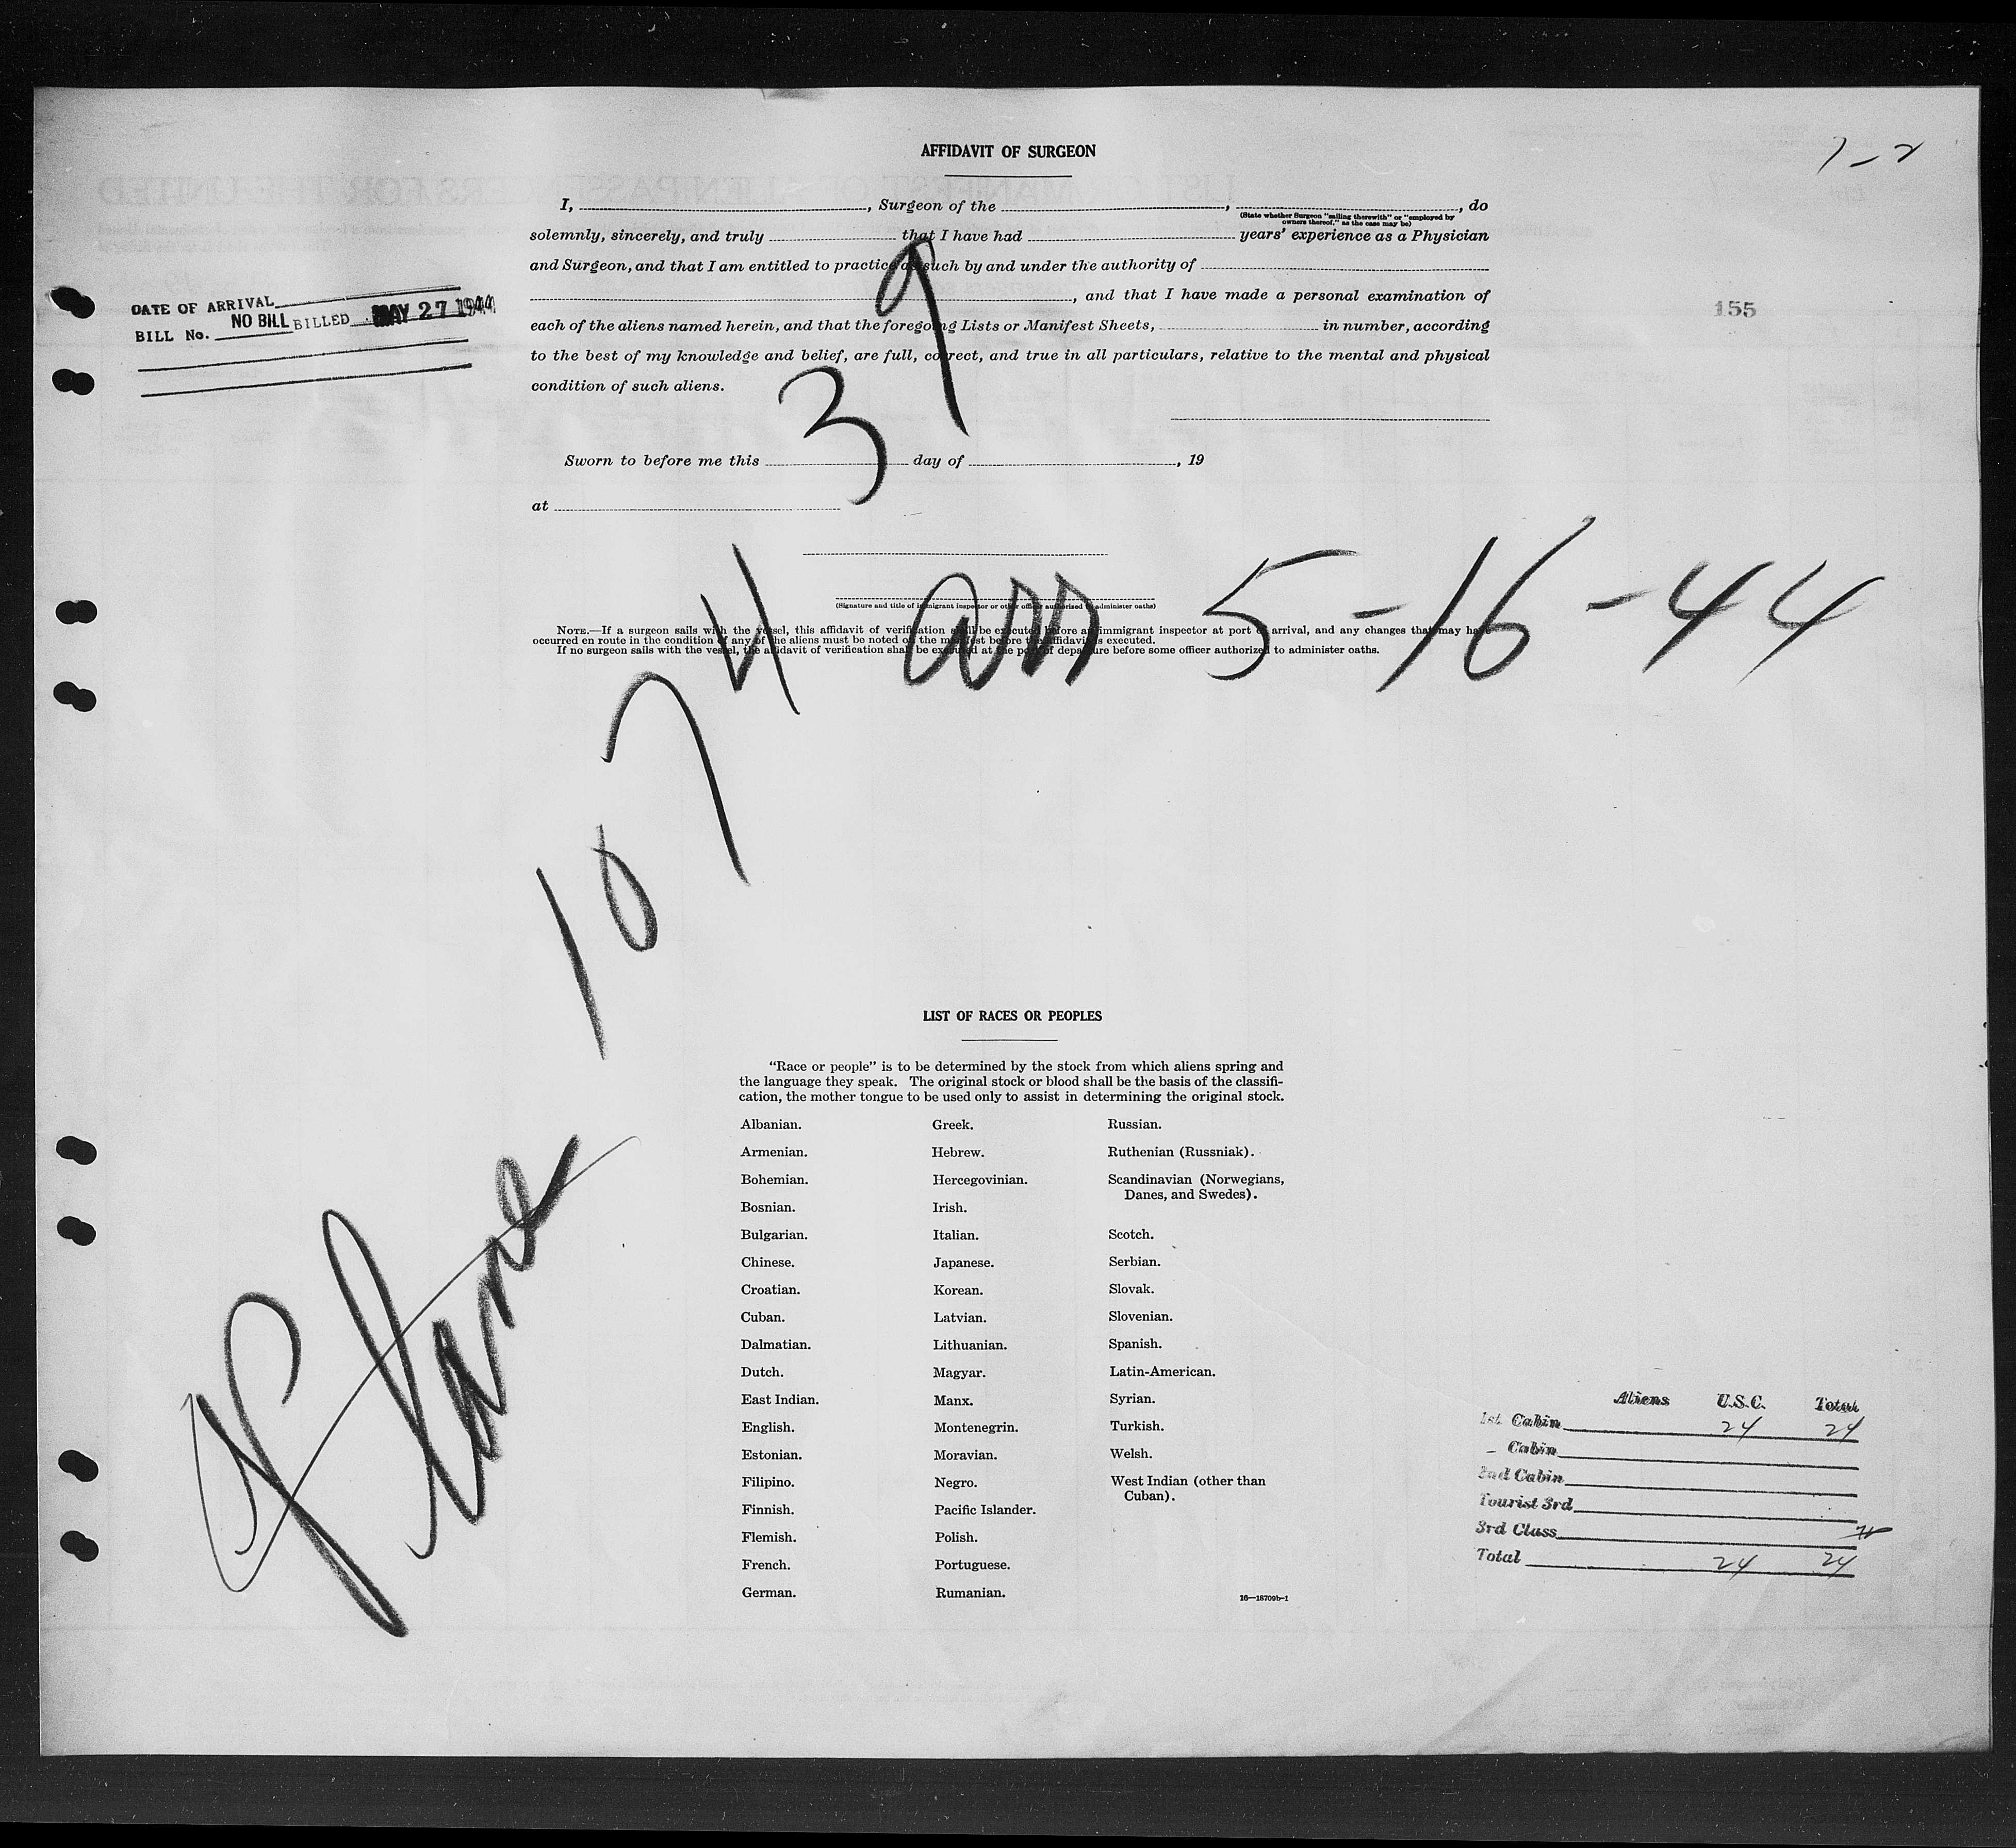 AFFIDAVIT OF SURGEON
1-2
I, , Surgeon of the , , do
(State whether Surgeon "sailing therewith" or "employed by
owners thereof," as the case may be)
solemnly, sincerely, and truly that I have had years' experience as a Physician
and Surgeon, and that I am entitled to practice as such by and under the authority of
, and that I have made a personal examination of
each of the aliens named herein, and that the foregoing Lists or Manifest Sheets, in number, according
to the best of my knowledge and belief, are full, correct, and true in all particulars, relative to the mental and physical
condition of such aliens.
DATE OF ARRIVAL
BILL No. NO BILL BILLED MAY 27 1944
155
Sworn to before me this day of , 19
at
(Signature and title of immigrant inspector or other officer authorized to administer oaths)
NOTE.—If a surgeon sails with the vessel, this affidavit of verification shall be executed before an immigrant inspector at port of arrival, and any changes that may have
occurred en route in the condition of any of the aliens must be noted on the manifest before the affidavit is executed.
If no surgeon sails with the vessel, the affidavit of verification shall be executed at the port of departure before some officer authorized to administer oaths.
Plane 107439
arr 5-16-44
LIST OF RACES OR PEOPLES
"Race or people" is to be determined by the stock from which aliens spring and
the language they speak. The original stock or blood shall be the basis of the classifi-
cation, the mother tongue to be used only to assist in determining the original stock.
Albanian.
Armenian.
Bohemian.
Bosnian.
Bulgarian.
Chinese.
Croatian.
Cuban.
Dalmatian.
Dutch.
East Indian.
English.
Estonian.
Filipino.
Finnish.
Flemish.
French.
German.
Greek.
Hebrew.
Hercegovinian.
Irish.
Italian.
Japanese.
Korean.
Latvian.
Lithuanian.
Magyar.
Manx.
Montenegrin.
Moravian.
Negro.
Pacific Islander.
Polish.
Portuguese.
Rumanian.
Russian.
Ruthenian (Russniak).
Scandinavian (Norwegians,
Danes, and Swedes).
Scotch.
Serbian.
Slovak.
Slovenian.
Spanish.
Latin-American.
Syrian.
Turkish.
Welsh.
West Indian (other than
Cuban).
16—18709b-1
Aliens U.S.C. Total
1st Cabin 24 24
Cabin
2nd Cabin
Tourist 3rd
3rd Class
Total 24 24